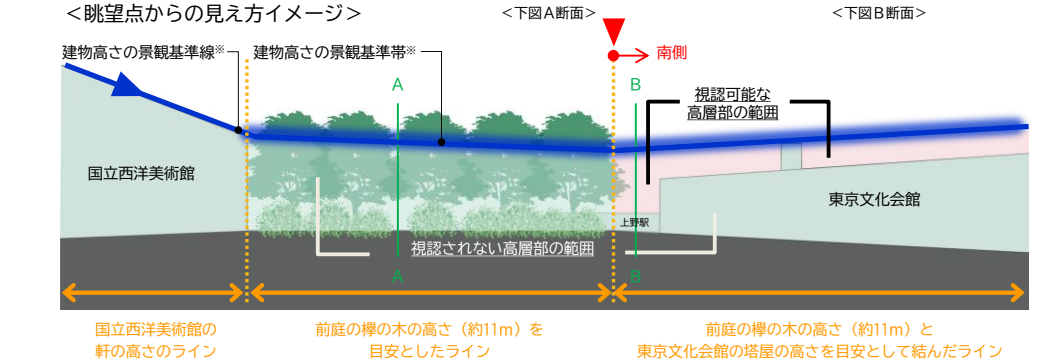 <眺望点からの見え方イメージ>
<下図A断面>
<下図B断面>
建物高さの景観基準線※
建物高さの景観基準帯※
南側
A
B
視認可能な
高層部の範囲
国立西洋美術館
東京文化会館
上野駅
視認されない高層部の範囲
A
B
国立西洋美術館の
軒の高さのライン
前庭の欅の木の高さ（約11m）を
目安としたライン
前庭の欅の木の高さ（約11m）と
東京文化会館の塔屋の高さを目安として結んだライン